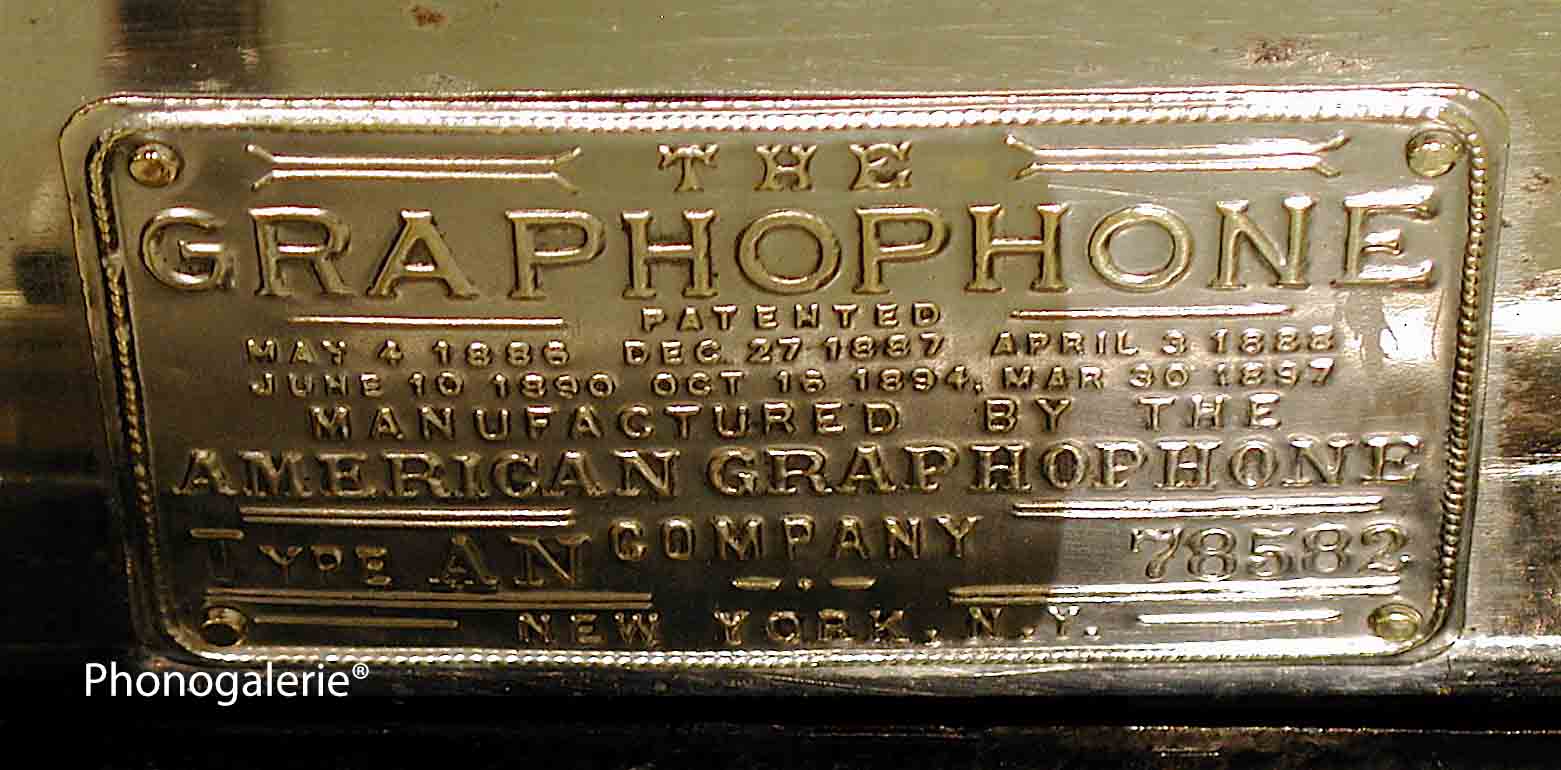 THE
GRAPHOPHONE
PATENTED
MAY 4 1886 DEC. 27 1887 APRIL 3 1888
JUNE 10 1890 OCT 16 1894, MAR 30 1897
MANUFACTURED BY THE
AMERICAN GRAPHOPHONE
TYPE AN COMPANY 78582
NEW YORK, N.Y.
Phonogalerie®